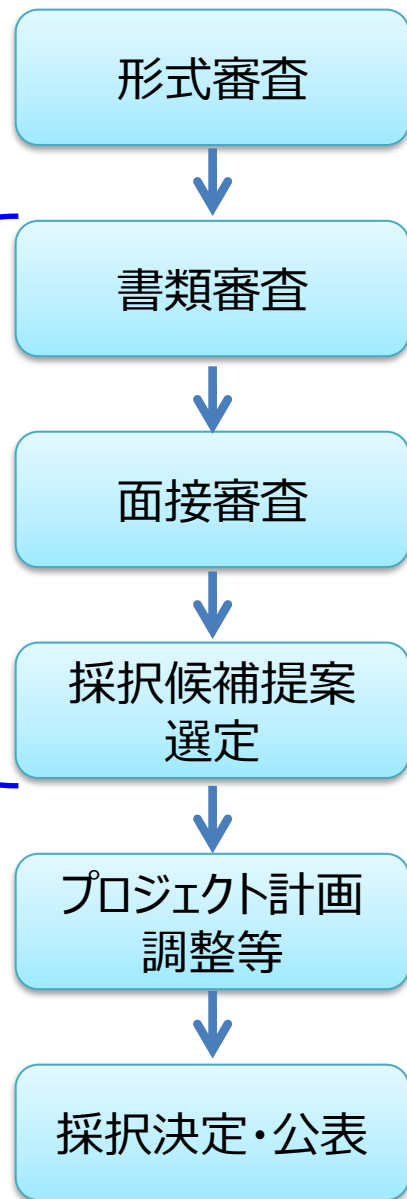 形式審査
書類審査
面接審査
採択候補提案
選定
プロジェクト計画
調整等
採択決定・公表